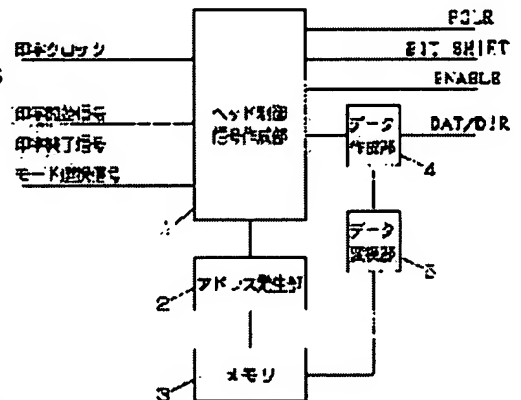 PCLR
印字クロック
BIT SHIFT
ENABLE
印字開始信号
ヘッド制御
信号作成部
データ
作成部
DAT/DIR
印字終了信号
4
モード選択信号
1
データ
変換部
5
2
アドレス発生部
3
メモリ